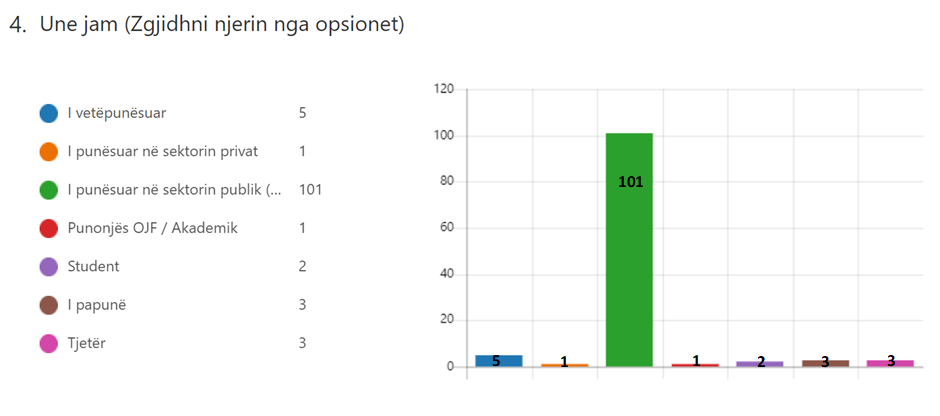 4. Une jam (Zgjidhni njerin nga opsionet)
I vetëpunësuar 5
I punësuar në sektorin privat 1
I punësuar në sektorin publik (... 101
Punonjës OJF / Akademik 1
Student 2
I papunë 3
Tjetër 3
120
100
80
60
40
20
0
101
5 1 1 2 3 3